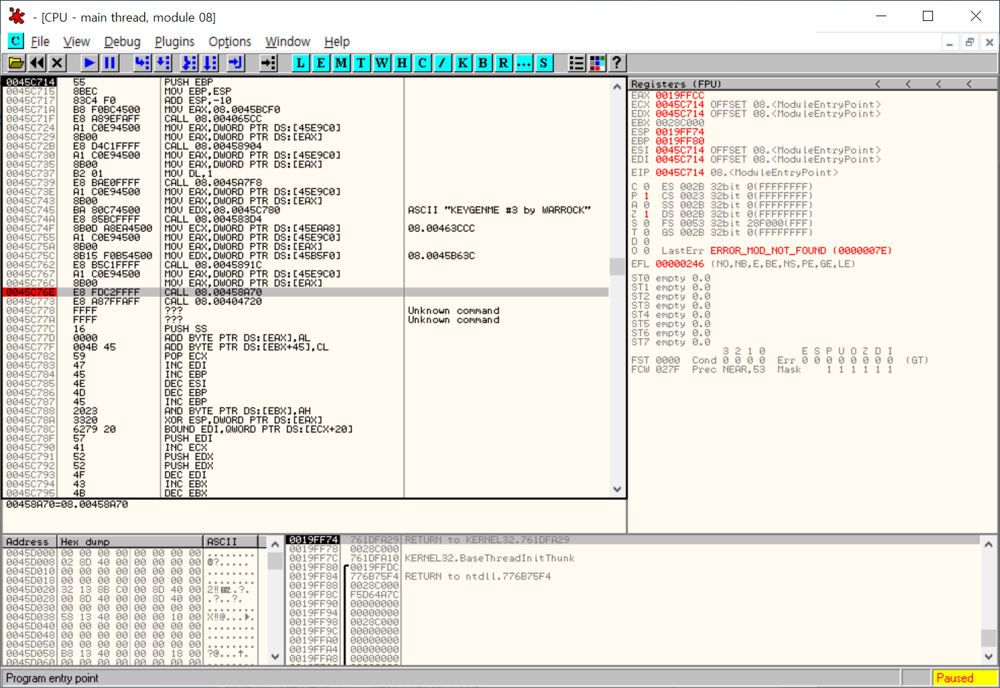 - [CPU - main thread, module 08]
C File View Debug Plugins Options Window Help
L E M T W H C / K B R ... S ?
0045C714 55 PUSH EBP
0045C715 8BEC MOV EBP,ESP
0045C717 83C4 F0 ADD ESP,-10
0045C71A B8 F0BC4500 MOV EAX,08.0045BCF0
0045C71F E8 A89EFAFF CALL 08.004065CC
0045C724 A1 C0E94500 MOV EAX,DWORD PTR DS:[45E9C0]
0045C729 8B00 MOV EAX,DWORD PTR DS:[EAX]
0045C72B E8 D4C1FFFF CALL 08.00458904
0045C730 A1 C0E94500 MOV EAX,DWORD PTR DS:[45E9C0]
0045C735 8B00 MOV EAX,DWORD PTR DS:[EAX]
0045C737 B2 01 MOV DL,1
0045C739 E8 BAE0FFFF CALL 08.0045A7F8
0045C73E A1 C0E94500 MOV EAX,DWORD PTR DS:[45E9C0]
0045C743 8B00 MOV EAX,DWORD PTR DS:[EAX]
0045C745 BA 80C74500 MOV EDX,08.0045C780 ASCII "KEYGENME #3 by WARROCK"
0045C74A E8 85BCFFFF CALL 08.004583D4
0045C74F 8B0D A8EA4500 MOV ECX,DWORD PTR DS:[45EAA8] 08.00463CCC
0045C755 A1 C0E94500 MOV EAX,DWORD PTR DS:[45E9C0]
0045C75A 8B00 MOV EAX,DWORD PTR DS:[EAX]
0045C75C 8B15 F0B54500 MOV EDX,DWORD PTR DS:[45B5F0] 08.0045B63C
0045C762 E8 B5C1FFFF CALL 08.0045891C
0045C767 A1 C0E94500 MOV EAX,DWORD PTR DS:[45E9C0]
0045C76C 8B00 MOV EAX,DWORD PTR DS:[EAX]
0045C76E E8 FDC2FFFF CALL 08.00458A70
0045C773 E8 A87FFAFF CALL 08.00404720
0045C778 FFFF ??? Unknown command
0045C77A FFFF ??? Unknown command
0045C77C 16 PUSH SS
0045C77D 0000 ADD BYTE PTR DS:[EAX],AL
0045C77F 004B 45 ADD BYTE PTR DS:[EBX+45],CL
0045C782 59 POP ECX
0045C783 47 INC EDI
0045C784 45 INC EBP
0045C785 4E DEC ESI
0045C786 4D DEC EBP
0045C787 45 INC EBP
0045C788 2023 AND BYTE PTR DS:[EBX],AH
0045C78A 3320 XOR ESP,DWORD PTR DS:[EAX]
0045C78C 6279 20 BOUND EDI,QWORD PTR DS:[ECX+20]
0045C78F 57 PUSH EDI
0045C790 41 INC ECX
0045C791 52 PUSH EDX
0045C792 52 PUSH EDX
0045C793 4F DEC EDI
0045C794 43 INC EBX
0045C795 4B DEC EBX
00458A70=08.00458A70
Registers (FPU) < < < <
EAX 0019FFCC
ECX 0045C714 OFFSET 08.<ModuleEntryPoint>
EDX 0045C714 OFFSET 08.<ModuleEntryPoint>
EBX 0028C000
ESP 0019FF74
EBP 0019FF80
ESI 0045C714 OFFSET 08.<ModuleEntryPoint>
EDI 0045C714 OFFSET 08.<ModuleEntryPoint>
EIP 0045C714 08.<ModuleEntryPoint>
C 0 ES 002B 32bit 0(FFFFFFFF)
P 1 CS 0023 32bit 0(FFFFFFFF)
A 0 SS 002B 32bit 0(FFFFFFFF)
Z 1 DS 002B 32bit 0(FFFFFFFF)
S 0 FS 0053 32bit 28F000(FFF)
T 0 GS 002B 32bit 0(FFFFFFFF)
D 0
O 0 LastErr ERROR_MOD_NOT_FOUND (0000007E)
EFL 00000246 (NO,NB,E,BE,NS,PE,GE,LE)
ST0 empty 0.0
ST1 empty 0.0
ST2 empty 0.0
ST3 empty 0.0
ST4 empty 0.0
ST5 empty 0.0
ST6 empty 0.0
ST7 empty 0.0
3 2 1 0 E S P U O Z D I
FST 0000 Cond 0 0 0 0 Err 0 0 0 0 0 0 0 0 (GT)
FCW 027F Prec NEAR,53 Mask 1 1 1 1 1 1
Address Hex dump ASCII
0045D000 00 00 00 00 00 00 00 00 ........
0045D008 02 8D 40 00 00 00 00 00 @?.....
0045D010 00 00 00 00 00 00 00 00 ........
0045D018 00 00 00 00 00 00 00 00 ........
0045D020 32 13 8B C0 00 8D 40 00
0045D028 00 8D 40 00 00 8D 40 00 .?..?.
0045D030 00 00 00 00 00 00 00 00 ........
0045D038 58 13 40 00 00 00 10 00 X‼@...►.
0045D040 00 00 00 00 00 00 00 00 ........
0045D048 00 00 00 00 00 00 00 00 ........
0045D050 00 00 00 00 00 00 00 00 ........
0045D058 B8 13 40 00 00 00 18 00 ?@...↑.
0045D060 00 00 00 00 00 00 00 00 ........
0019FF74 761DFA29 RETURN to KERNEL32.761DFA29
0019FF78 0028C000
0019FF7C 761DFA10 KERNEL32.BaseThreadInitThunk
0019FF80 0019FFDC
0019FF84 776B75F4 RETURN to ntdll.776B75F4
0019FF88 0028C000
0019FF8C F5D64A7C
0019FF90 00000000
0019FF94 00000000
0019FF98 0028C000
0019FF9C 00000000
0019FFA0 00000000
0019FFA4 00000000
0019FFA8 00000000
Program entry point Paused